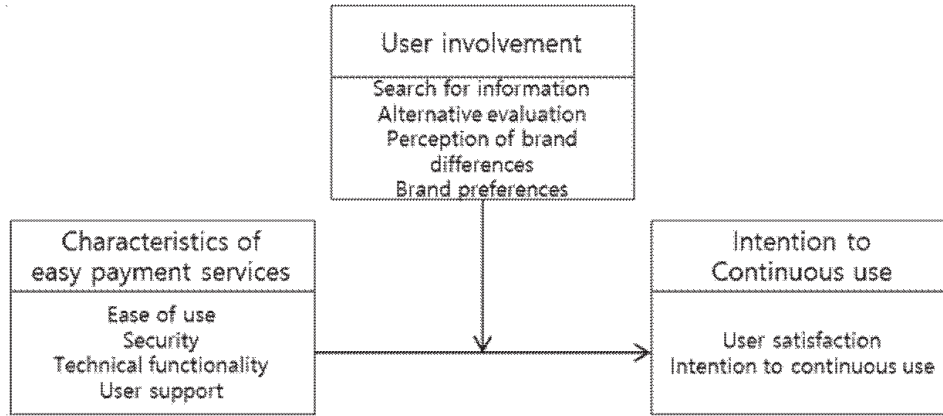 User involvement
Search for information
Alternative evaluation
Perception of brand
differences
Brand preferences
Characteristics of
easy payment services
Ease of use
Security
Technical functionality
User support
Intention to
Continuous use
User satisfaction
Intention to continuous use